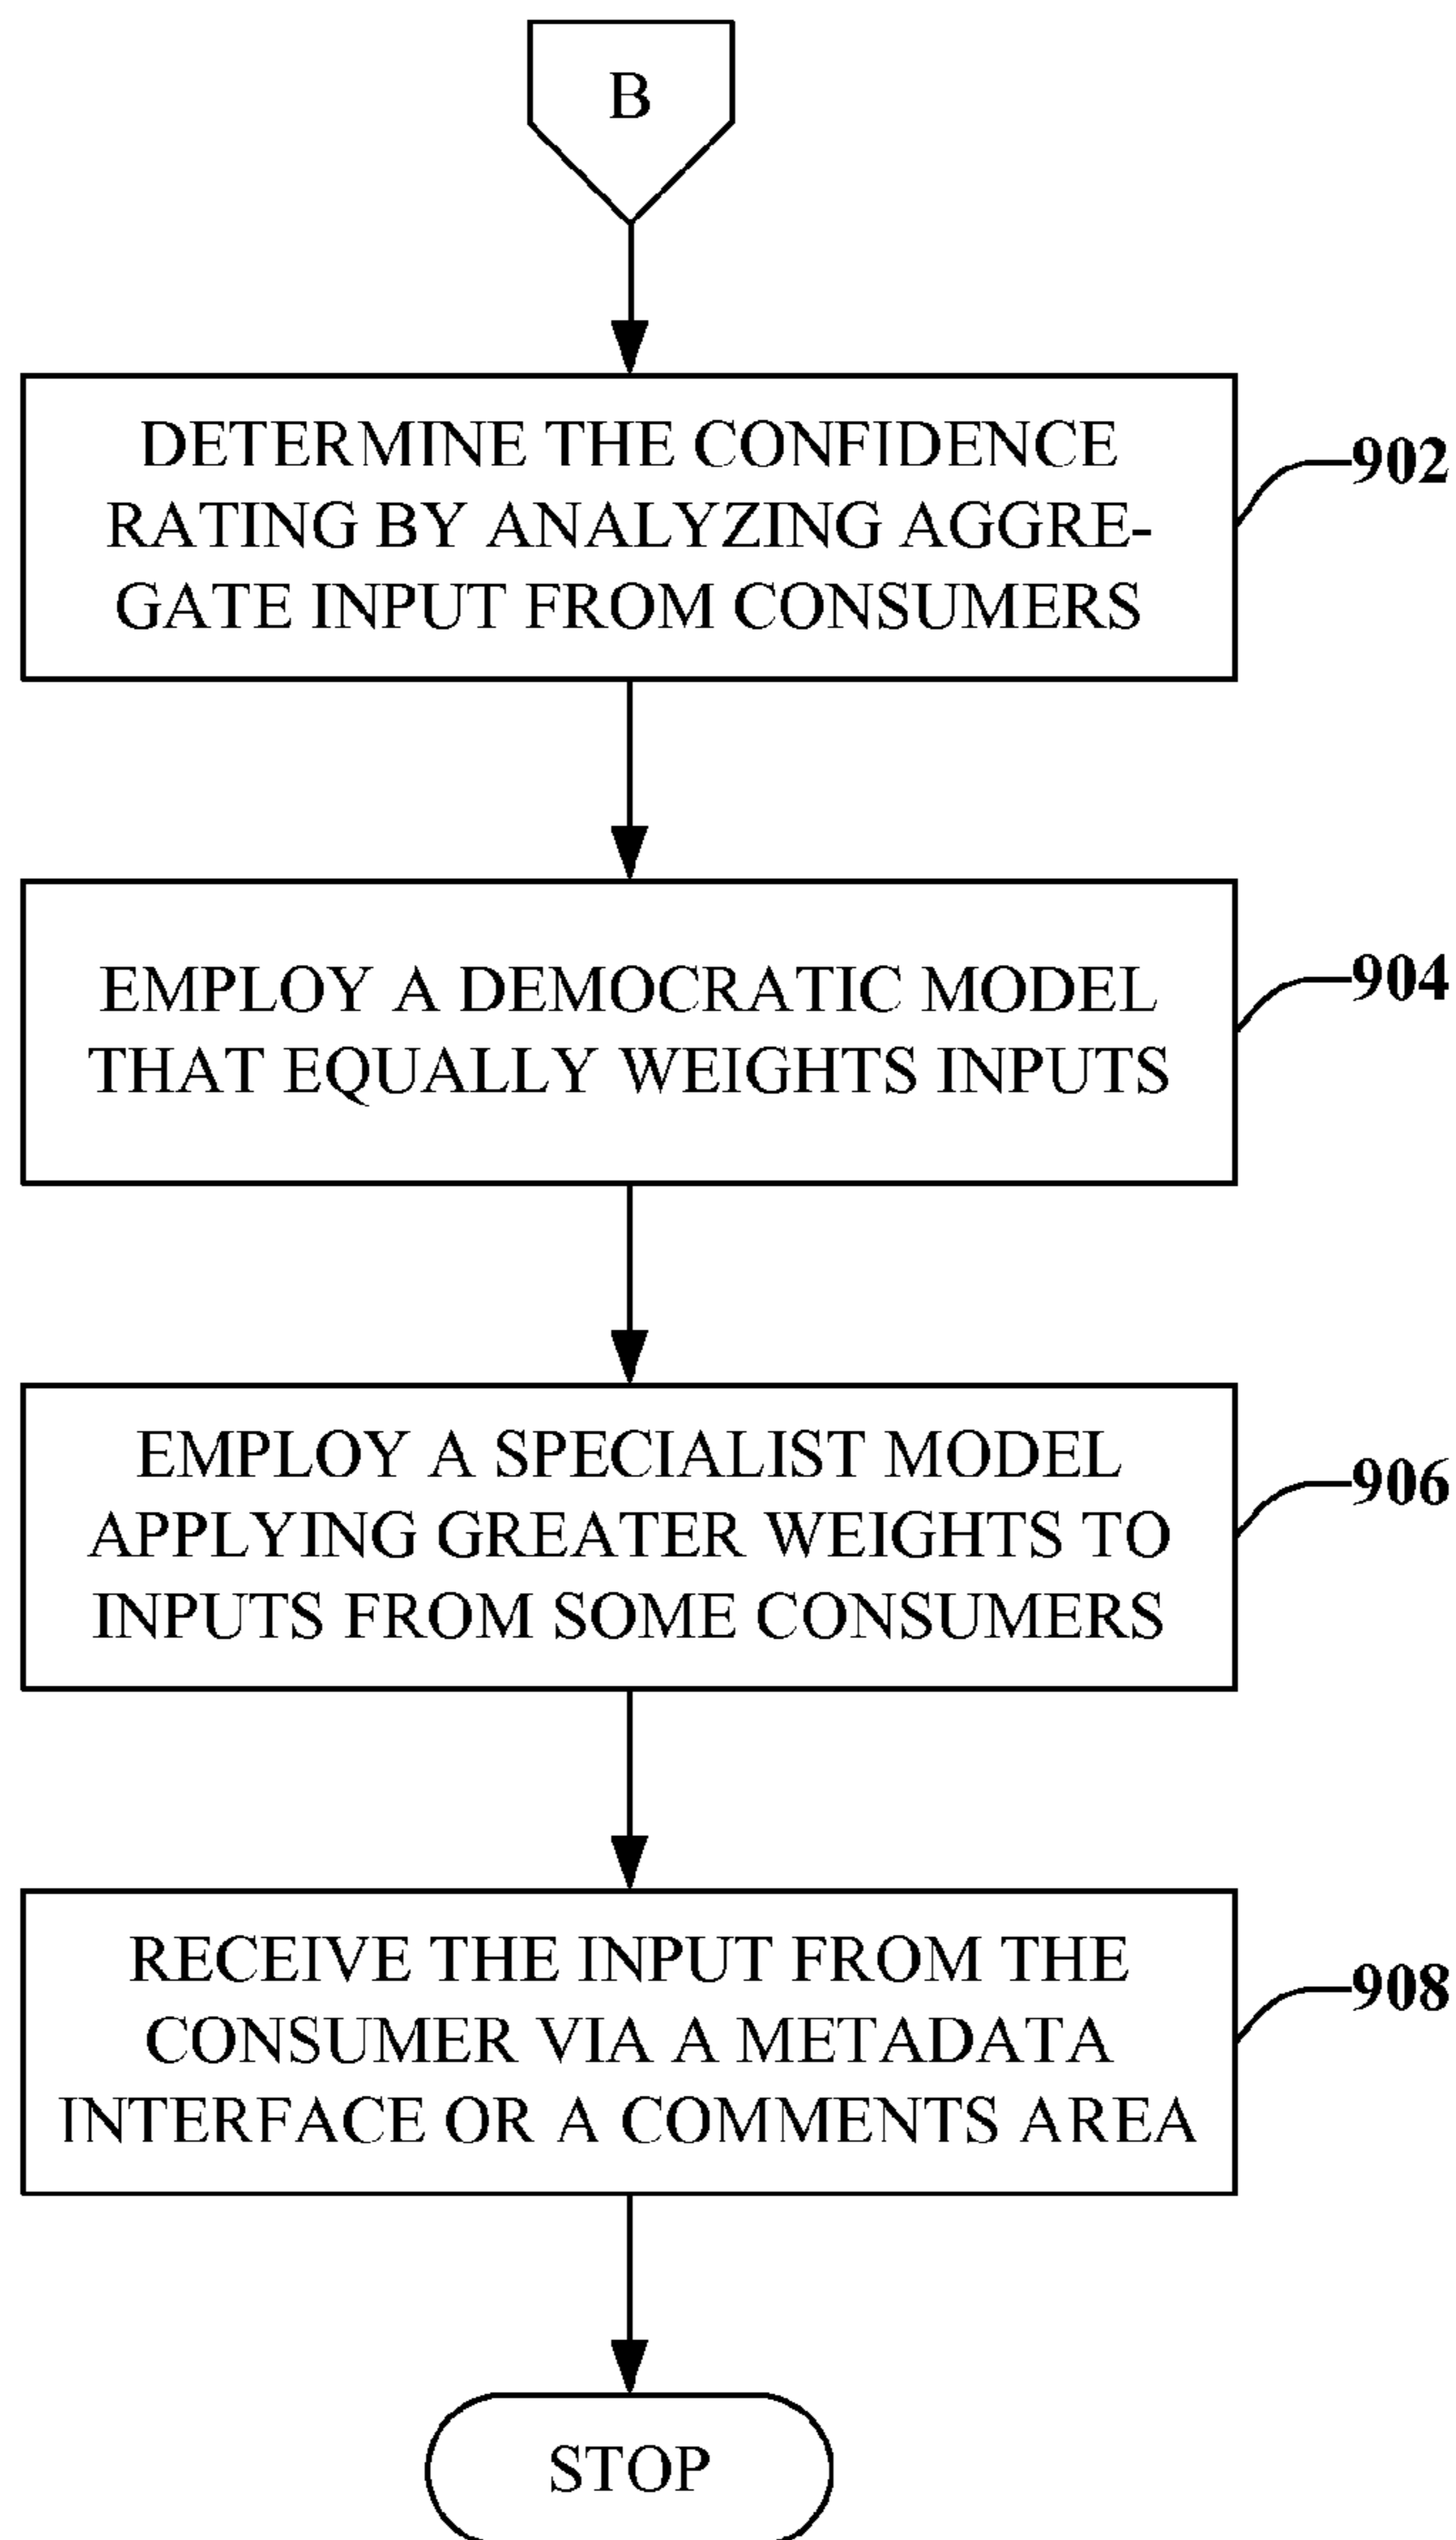 B
DETERMINE THE CONFIDENCE
RATING BY ANALYZING AGGRE-
GATE INPUT FROM CONSUMERS
902
EMPLOY A DEMOCRATIC MODEL
THAT EQUALLY WEIGHTS INPUTS
904
EMPLOY A SPECIALIST MODEL
APPLYING GREATER WEIGHTS TO
INPUTS FROM SOME CONSUMERS
906
RECEIVE THE INPUT FROM THE
CONSUMER VIA A METADATA
INTERFACE OR A COMMENTS AREA
908
STOP